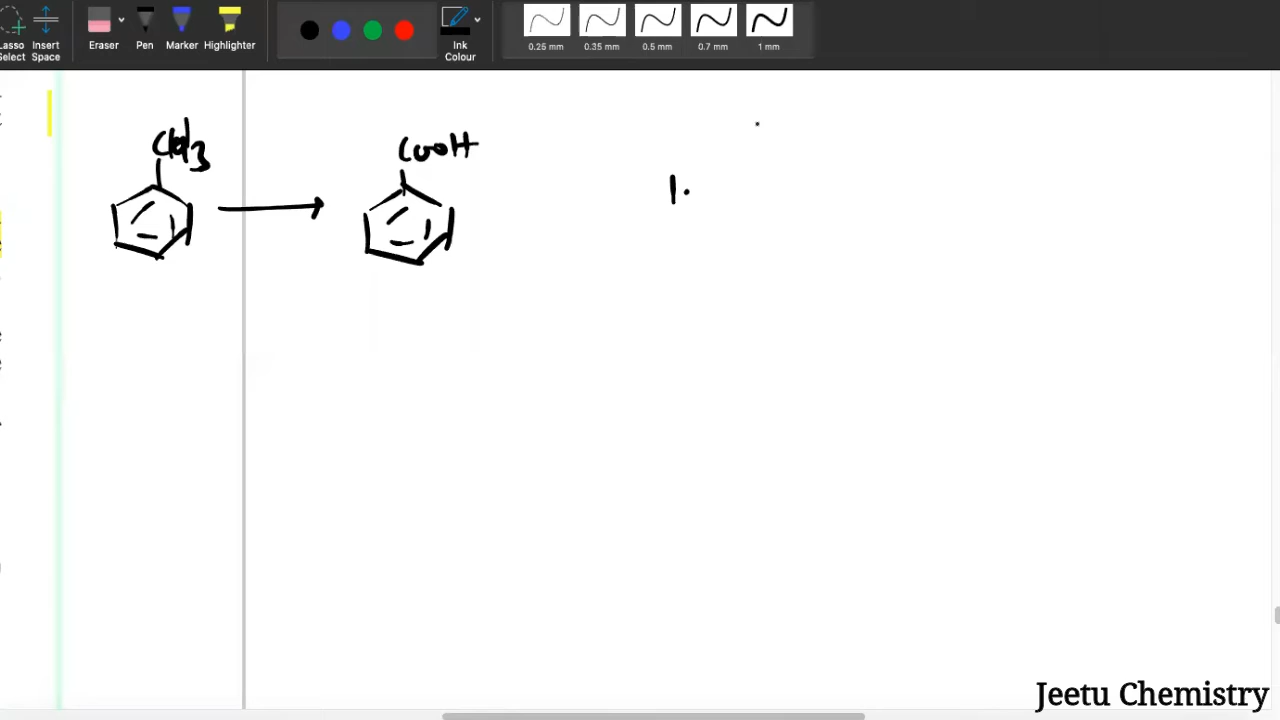 Lasso Select
Insert Space
Eraser
Pen
Marker
Highlighter
Ink Colour
0.25 mm
0.35 mm
0.5 mm
0.7 mm
1 mm
CH3
COOH
1.
Jeetu Chemistry